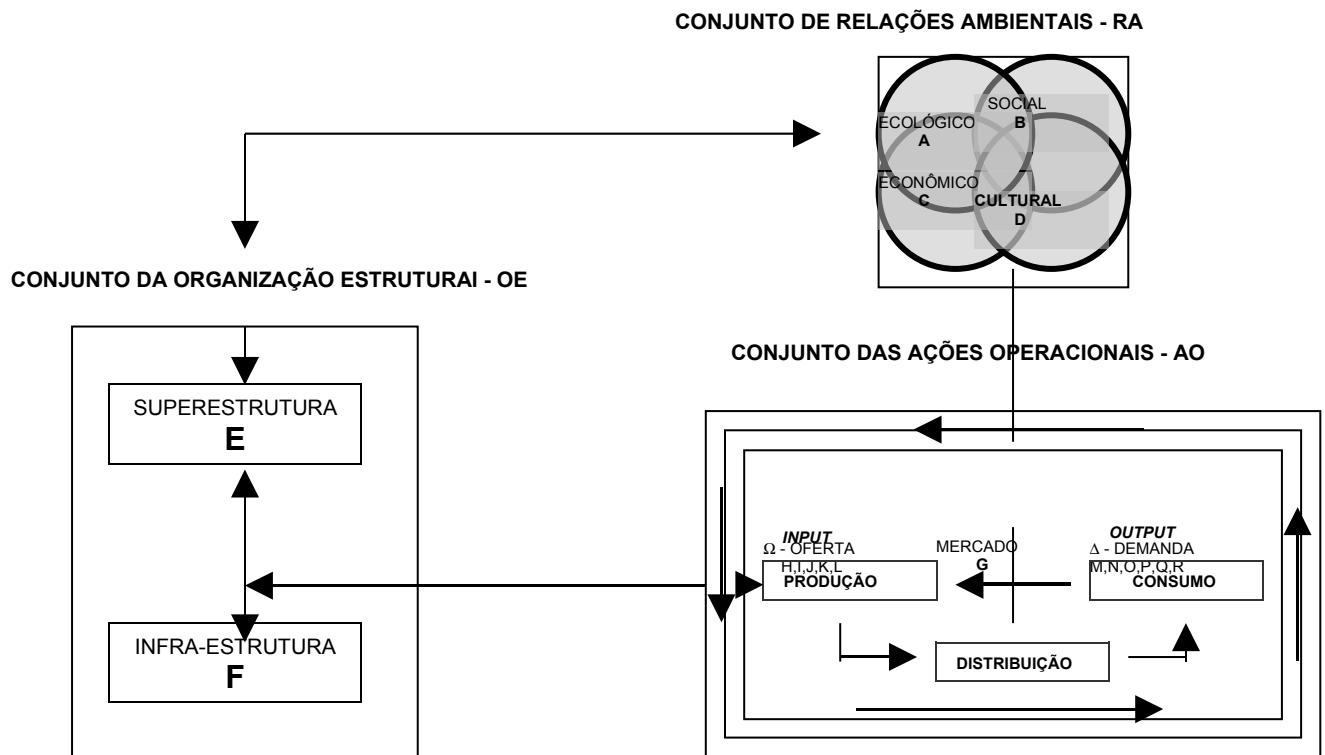 CONJUNTO DE RELAÇÕES AMBIENTAIS - RA
SOCIAL
B
ECOLÓGICO
A
ECONÔMICO
C
CULTURAL
D
CONJUNTO DA ORGANIZAÇÃO ESTRUTURAI - OE
SUPERESTRUTURA
E
INFRA-ESTRUTURA
F
CONJUNTO DAS AÇÕES OPERACIONAIS - AO
INPUT
Ω - OFERTA
H,I,J,K,L
PRODUÇÃO
MERCADO
G
OUTPUT
Δ - DEMANDA
M,N,O,P,Q,R
CONSUMO
DISTRIBUIÇÃO